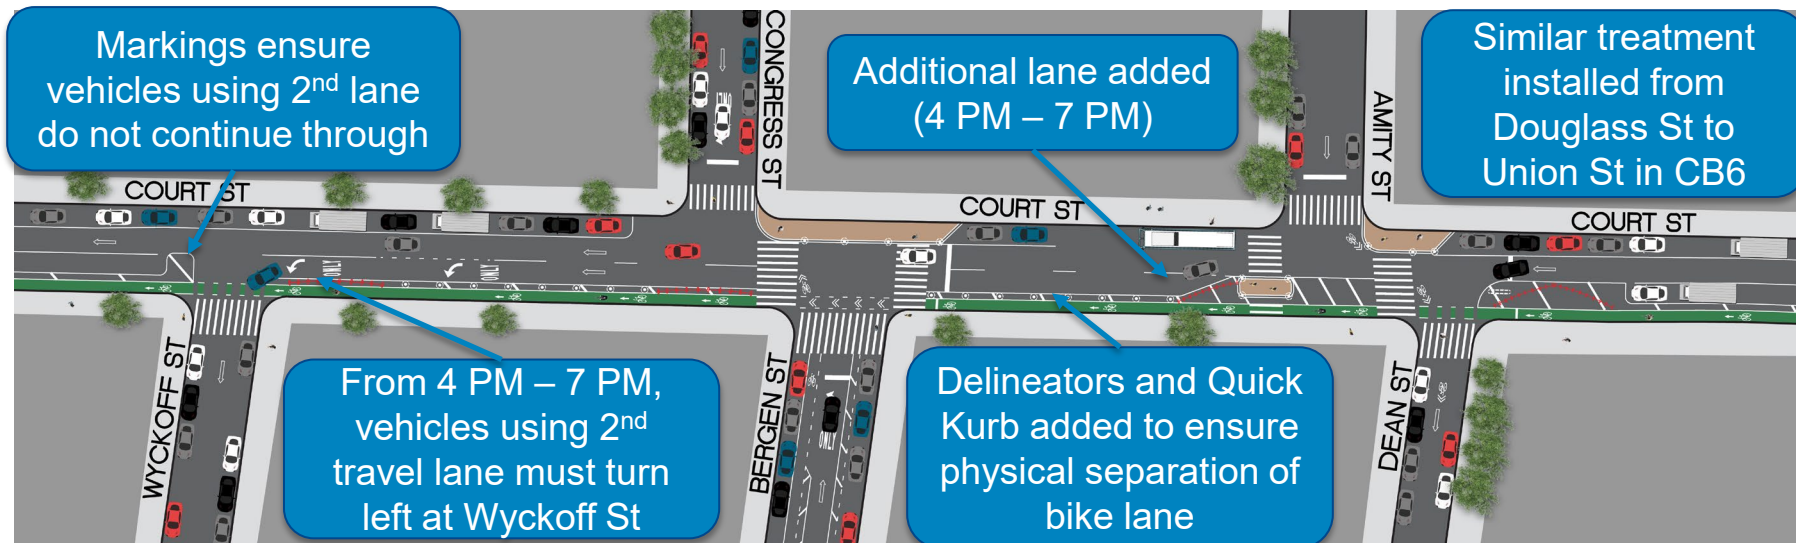 Markings ensure
vehicles using 2nd lane
do not continue through
Additional lane added
(4 PM – 7 PM)
Similar treatment
installed from
Douglass St to
Union St in CB6
From 4 PM – 7 PM,
vehicles using 2nd
travel lane must turn
left at Wyckoff St
Delineators and Quick
Kurb added to ensure
physical separation of
bike lane
COURT ST
CONGRESS ST
COURT ST
AMITY ST
COURT ST
WYCKOFF ST
BERGEN ST
DEAN ST
ONLY
ONLY
ONLY